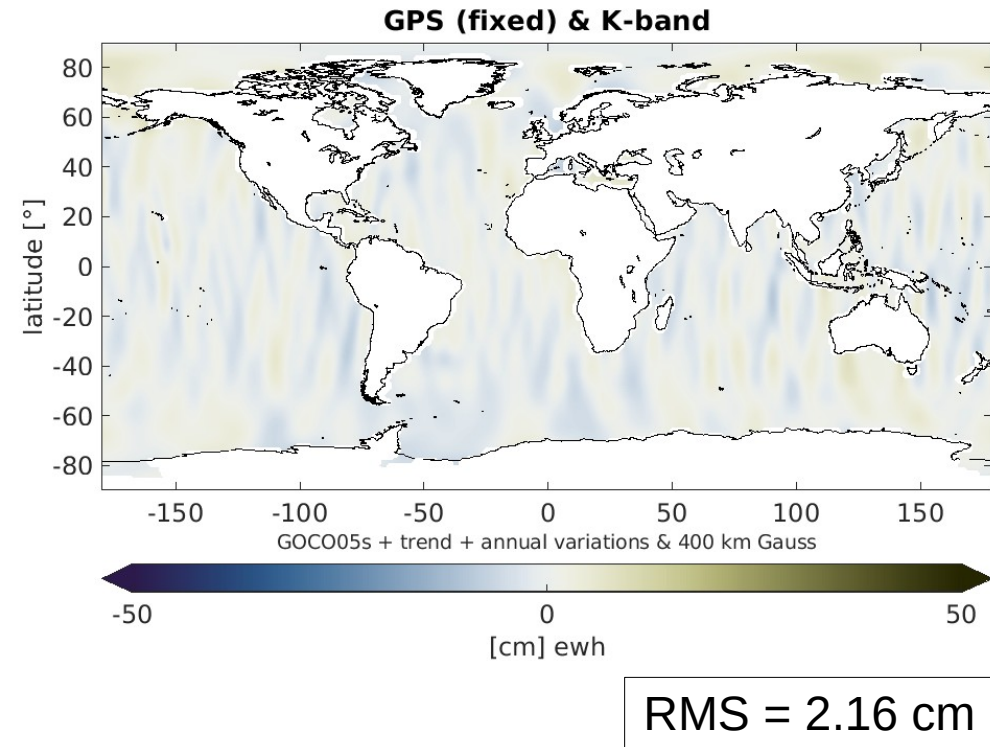 GPS (fixed) & K-band
80
60
40
20
0
-20
-40
-60
-80
latitude [°]
-150 -100 -50 0 50 100 150
GOCO05s + trend + annual variations & 400 km Gauss
-50 0 50
[cm] ewh
RMS = 2.16 cm